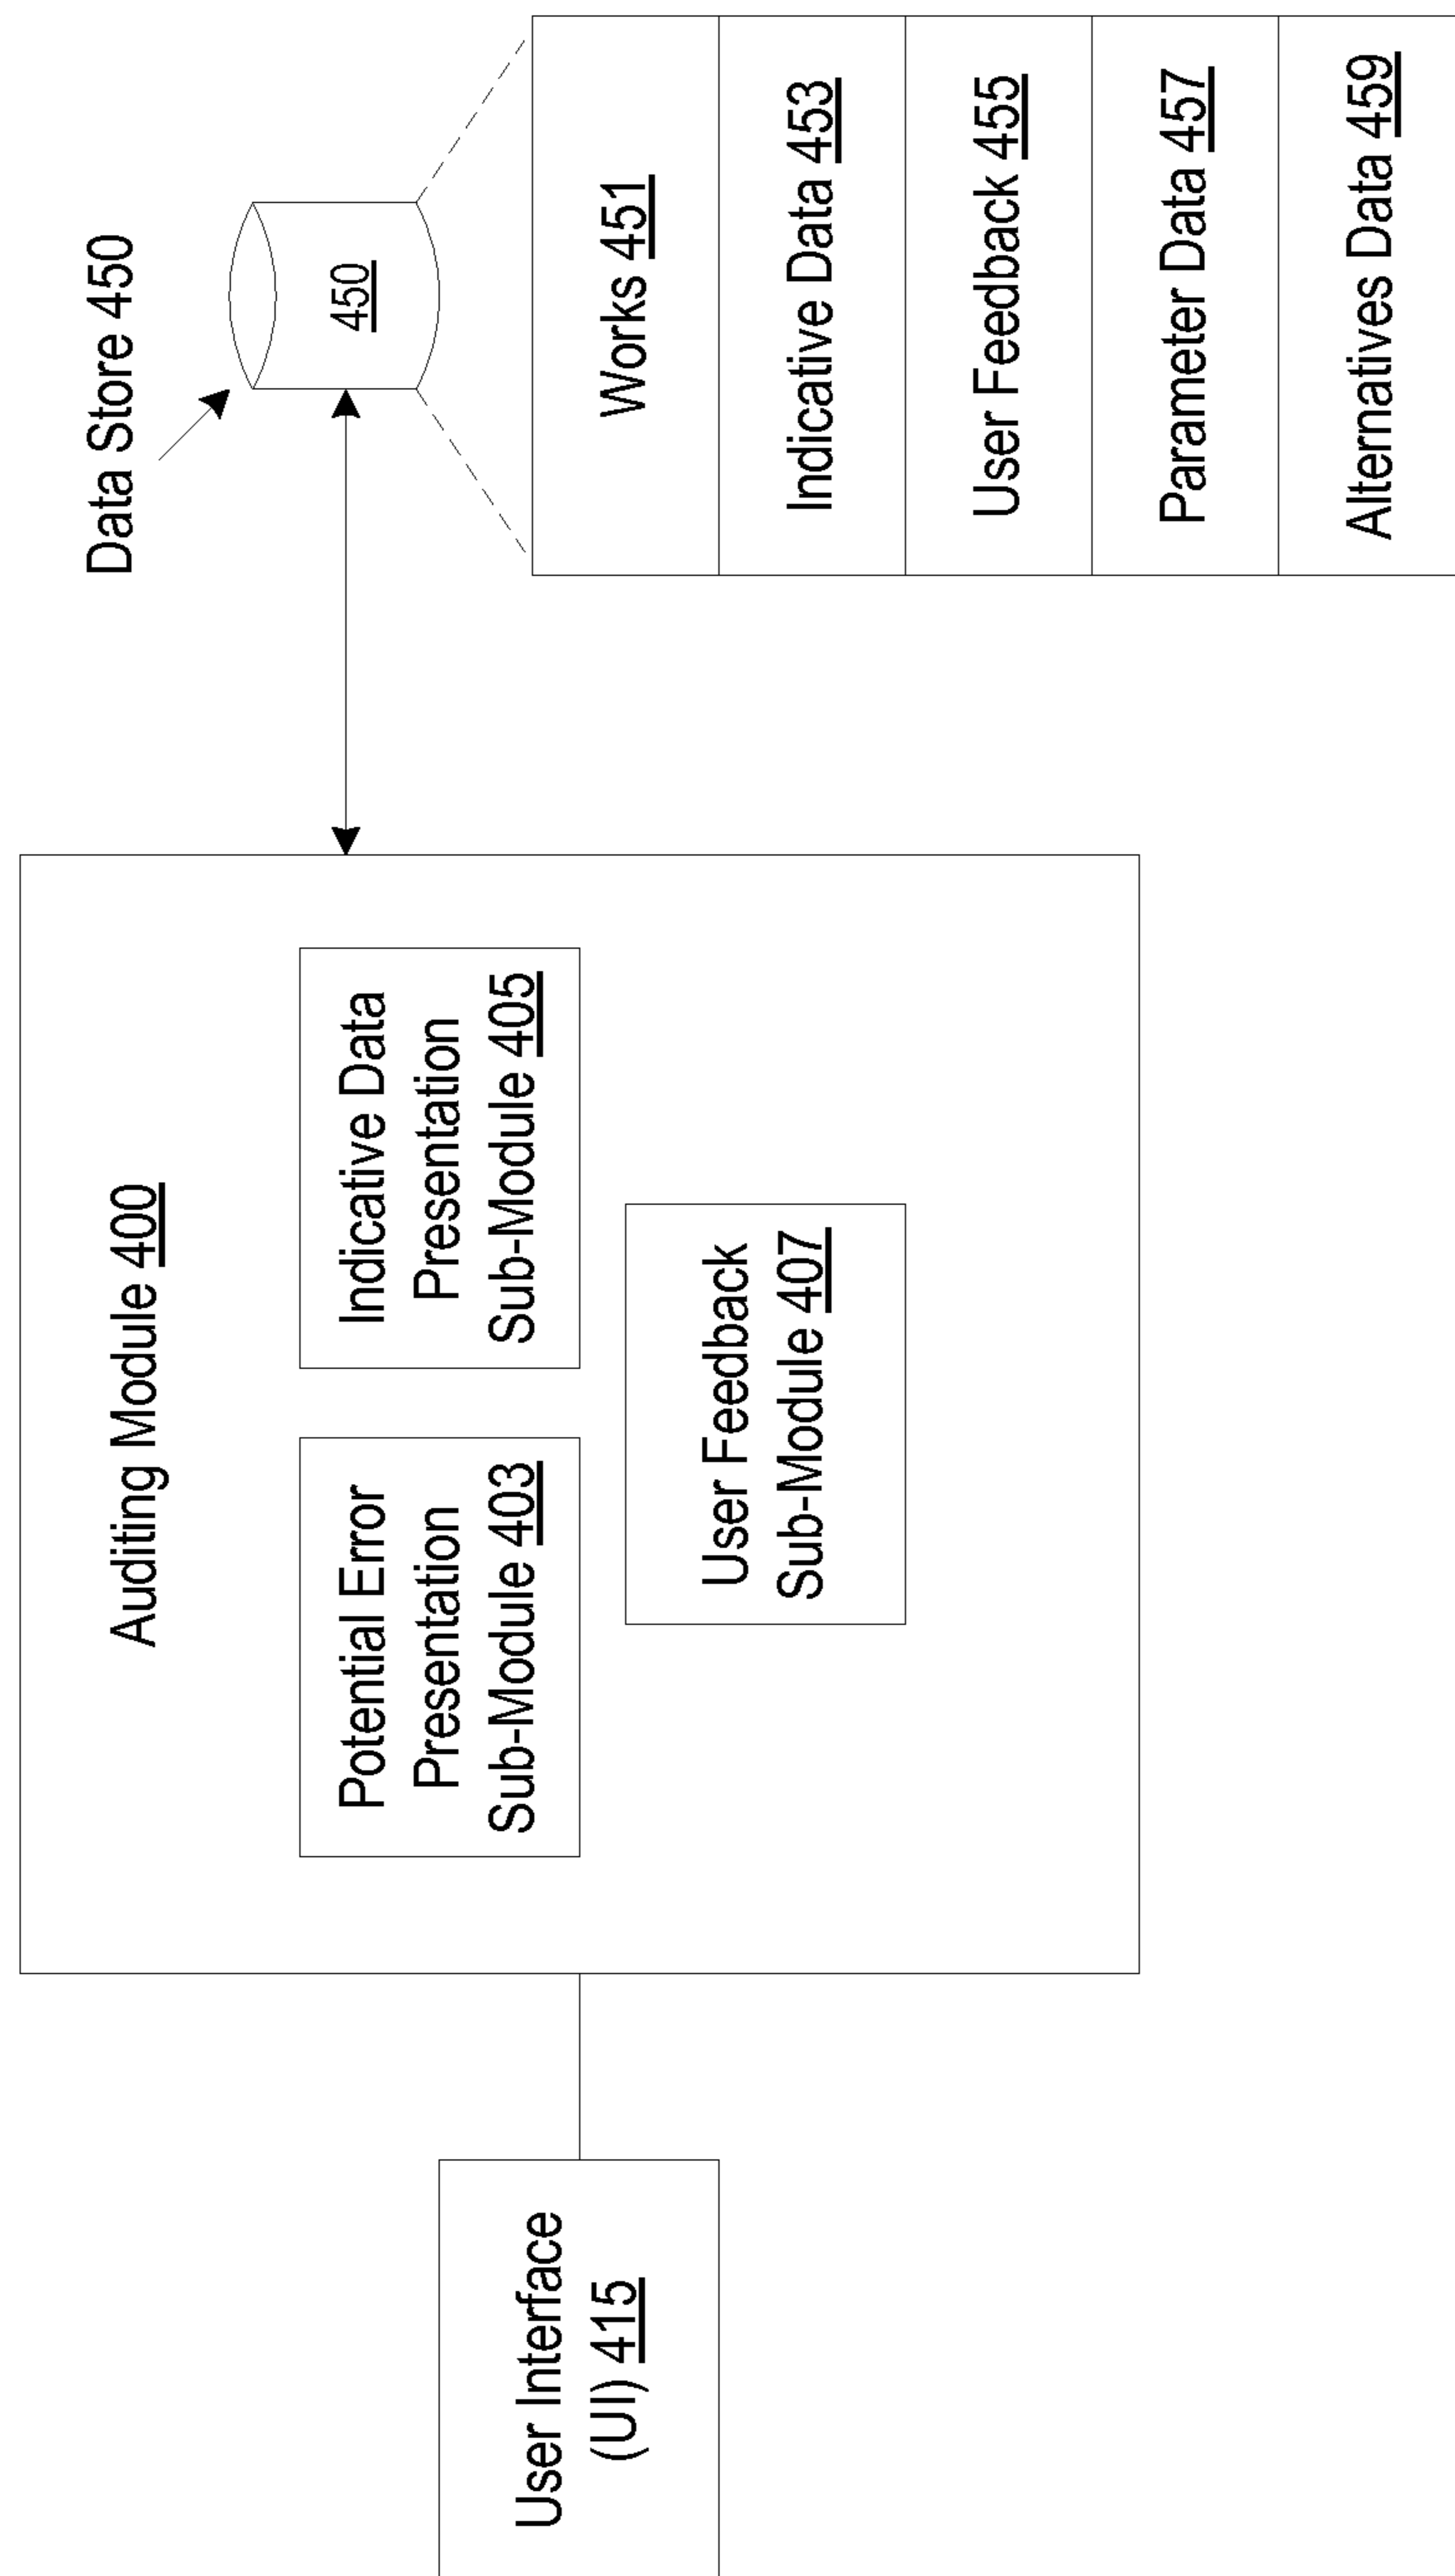 User Interface
(UI) 415
Auditing Module 400
Potential Error
Presentation
Sub-Module 403
Indicative Data
Presentation
Sub-Module 405
User Feedback
Sub-Module 407
Data Store 450
450
Works 451
Indicative Data 453
User Feedback 455
Parameter Data 457
Alternatives Data 459